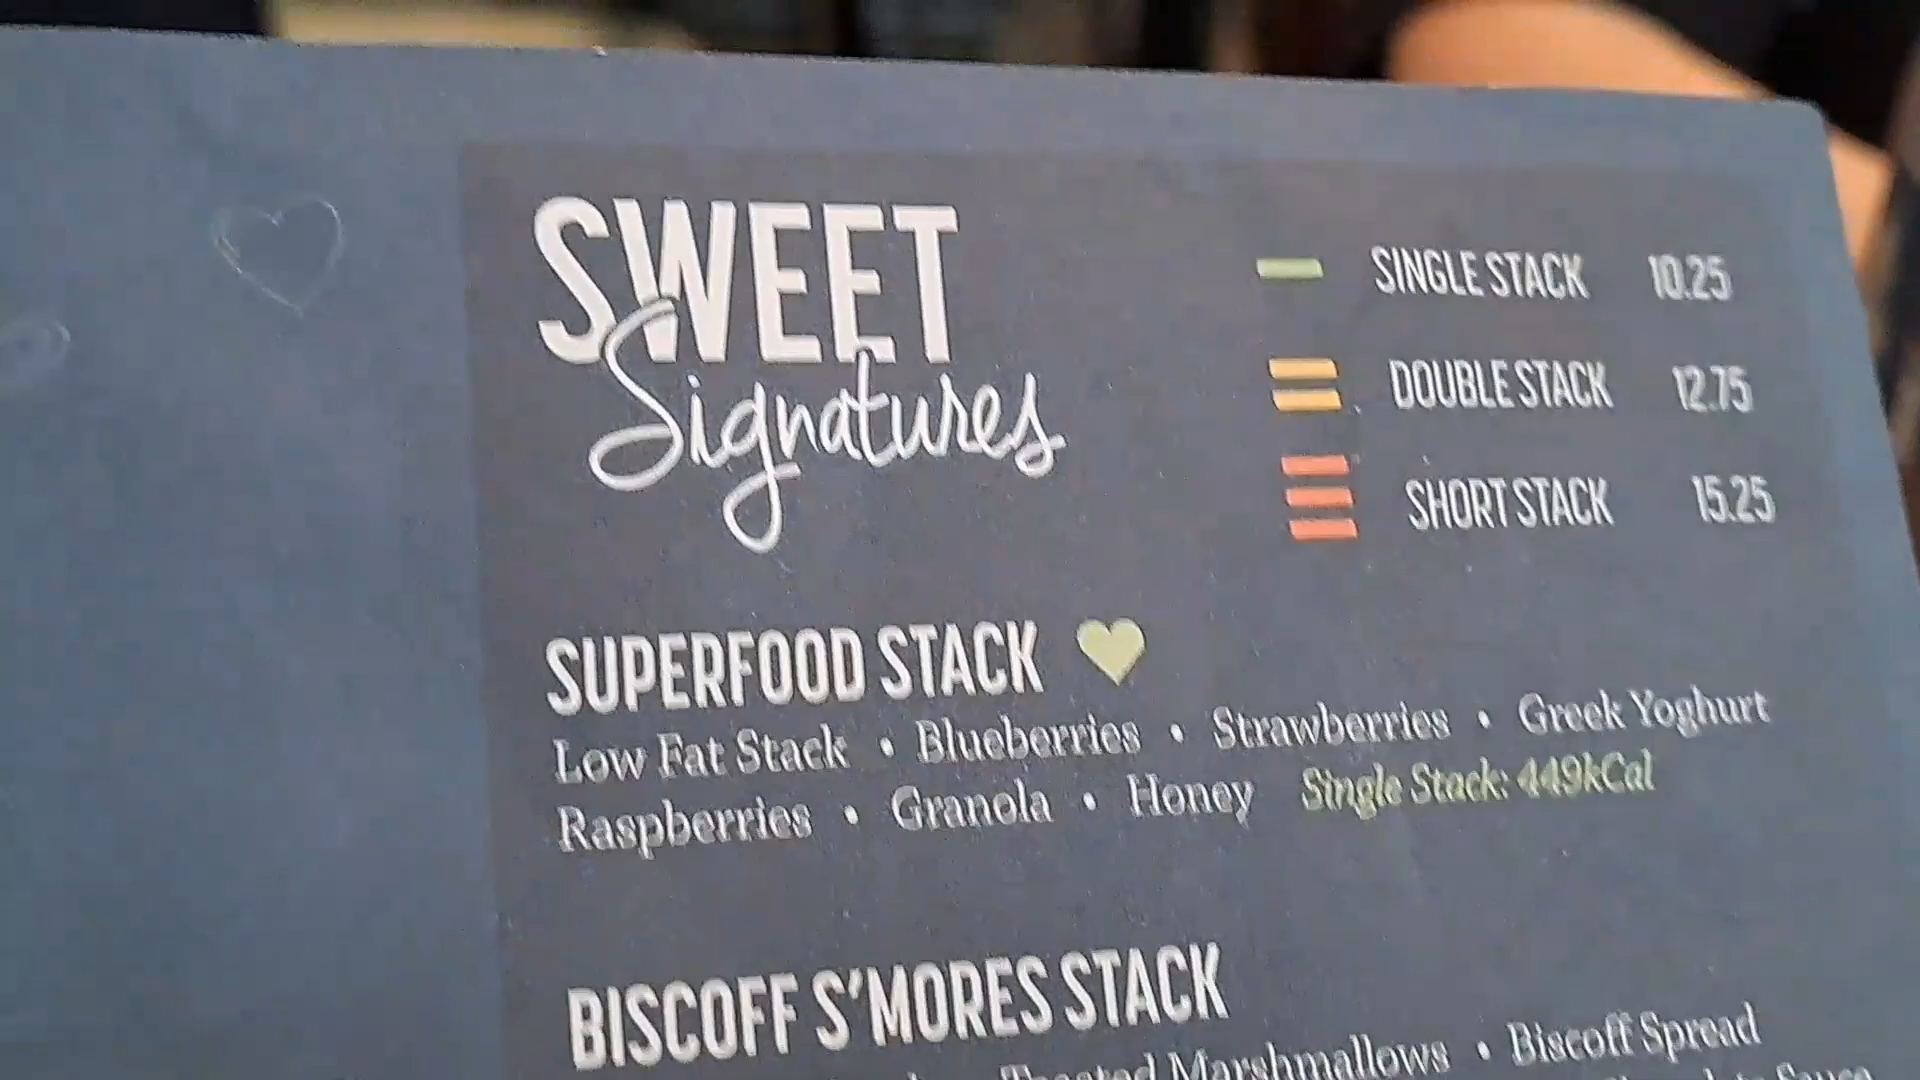 SWEET
Signatures
SINGLE STACK 10.25
DOUBLE STACK 12.75
SHORT STACK 15.25
SUPERFOOD STACK
Low Fat Stack • Blueberries • Strawberries • Greek Yoghurt
Raspberries • Granola • Honey Single Stack: 449kCal
BISCOFF S'MORES STACK
Toasted Marshmallows • Biscoff Spread